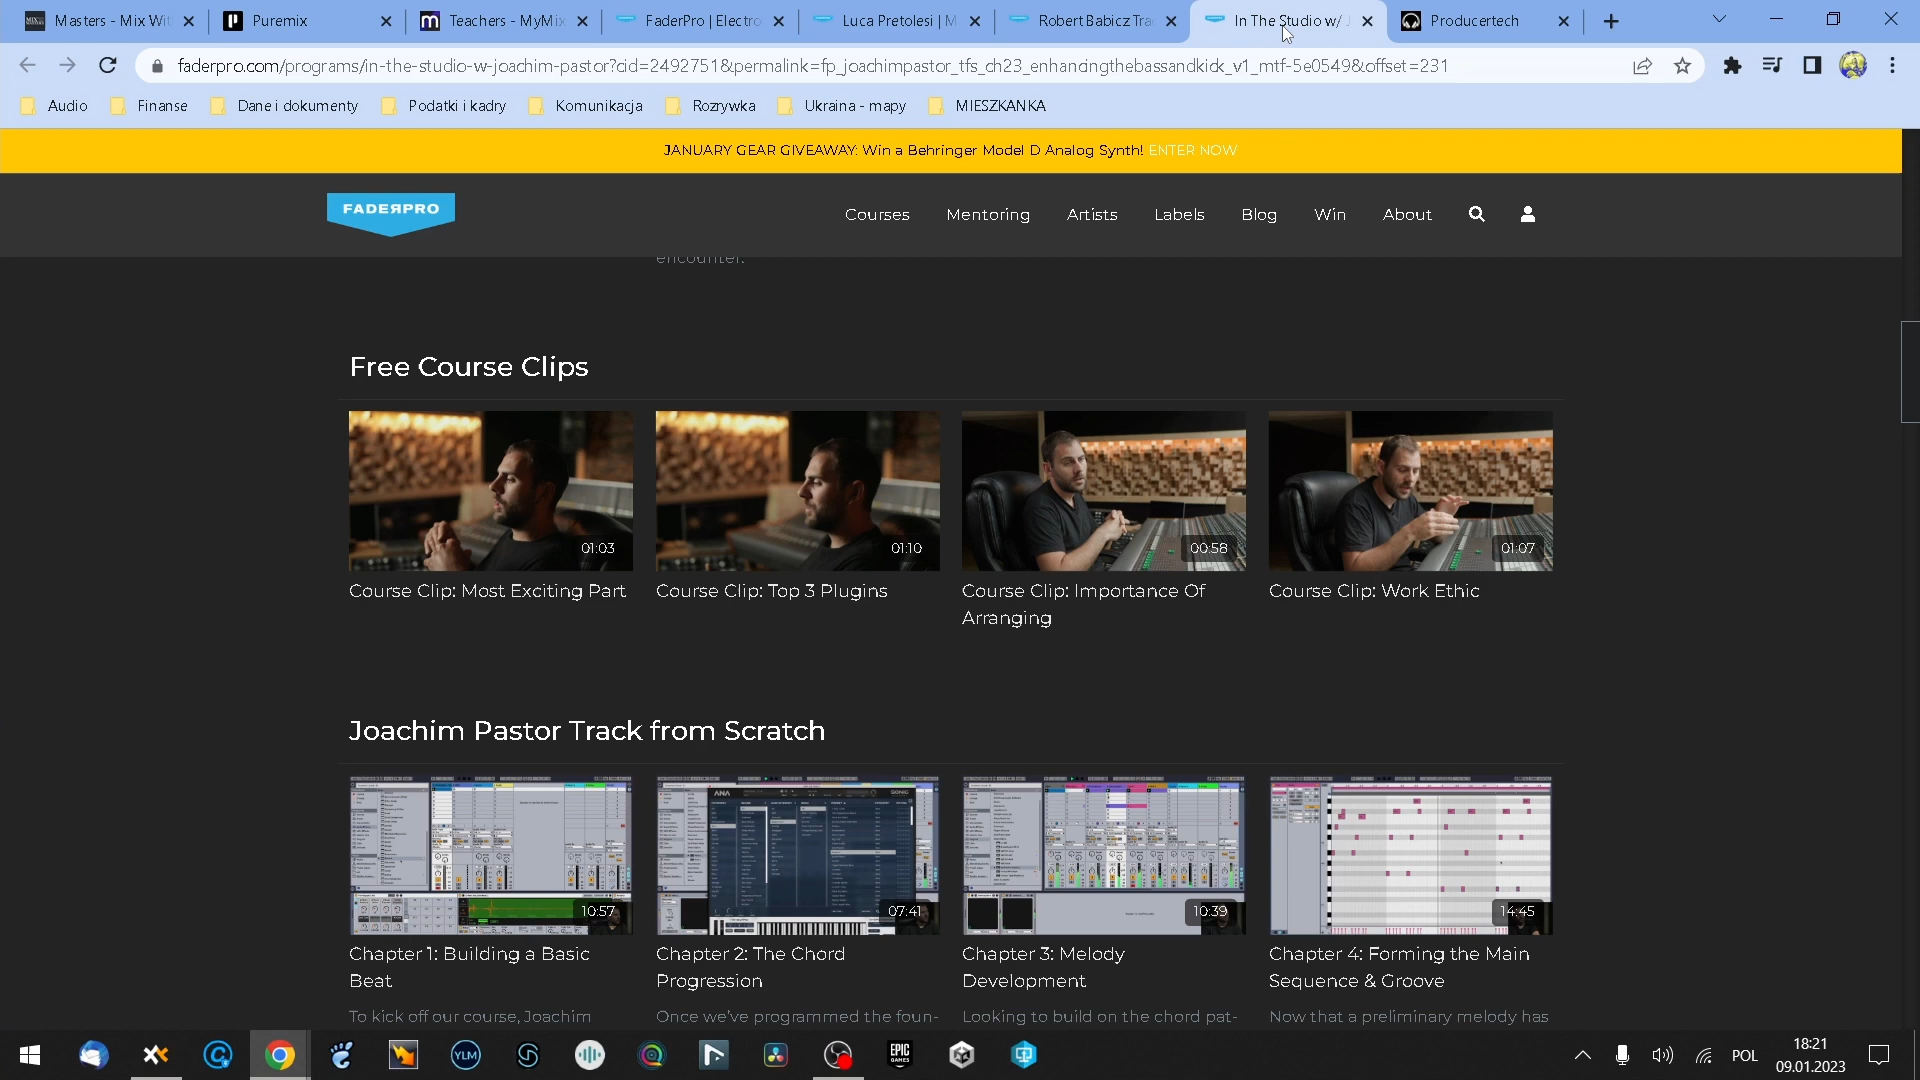 Masters - Mix Wit
Puremix
Teachers - MyMix
FaderPro | Electro
Luca Pretolesi | M
Robert Babicz Tra
In The Studio w/ J
Producertech
faderpro.com/programs/in-the-studio-w-joachim-pastor?cid=2492751&permalink=fp_joachimpastor_tfs_ch23_enhancingthebassandkick_v1_mtf-5e0549&offset=231
Audio
Finanse
Dane i dokumenty
Podatki i kadry
Komunikacja
Rozrywka
Ukraina - mapy
MIESZKANKA
JANUARY GEAR GIVEAWAY: Win a Behringer Model D Analog Synth! ENTER NOW
FADERPRO
Courses
Mentoring
Artists
Labels
Blog
Win
About
encounter.
Free Course Clips
01:03
01:10
00:58
01:07
Course Clip: Most Exciting Part
Course Clip: Top 3 Plugins
Course Clip: Importance Of
Arranging
Course Clip: Work Ethic
Joachim Pastor Track from Scratch
ANA
SONIC
10:57
07:41
10:39
14:45
Chapter 1: Building a Basic
Beat
Chapter 2: The Chord
Progression
Chapter 3: Melody
Development
Chapter 4: Forming the Main
Sequence & Groove
To kick off our course, Joachim
Once we've programmed the foun-
Looking to build on the chord pat-
Now that a preliminary melody has
YLM
EPIC
GAMES
POL
18:21
09.01.2023